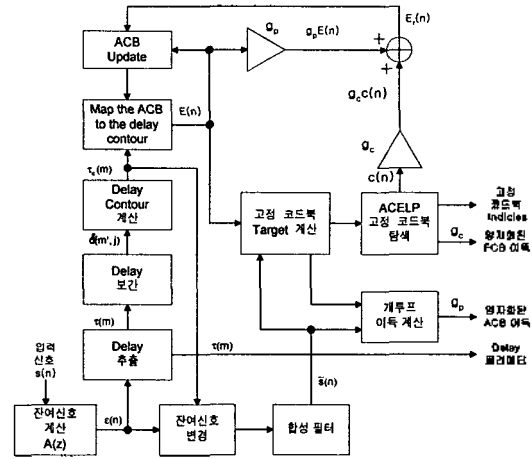 E_r(n)
ACB
Update
g_p
g_pE(n)
+
+
Map the ACB
to the delay
contour
E(n)
g_cc(n)
g_c
τ_c(m)
c(n)
Delay
Contour
계산
고정 코드북
Target 계산
ACELP
고정 코드북
탐색
고정
코드북
Indicies
g_c
양자화된
FCB 이득
d̂(m',j)
Delay
보간
개루프
이득 계산
g_p
양자화된
ACB 이득
τ(m)
입력
신호
s(n)
Delay
추출
τ(m)
Delay
파라메터
s̃(n)
잔여신호
계산
A(z)
ε(n)
잔여신호
변경
합성 필터